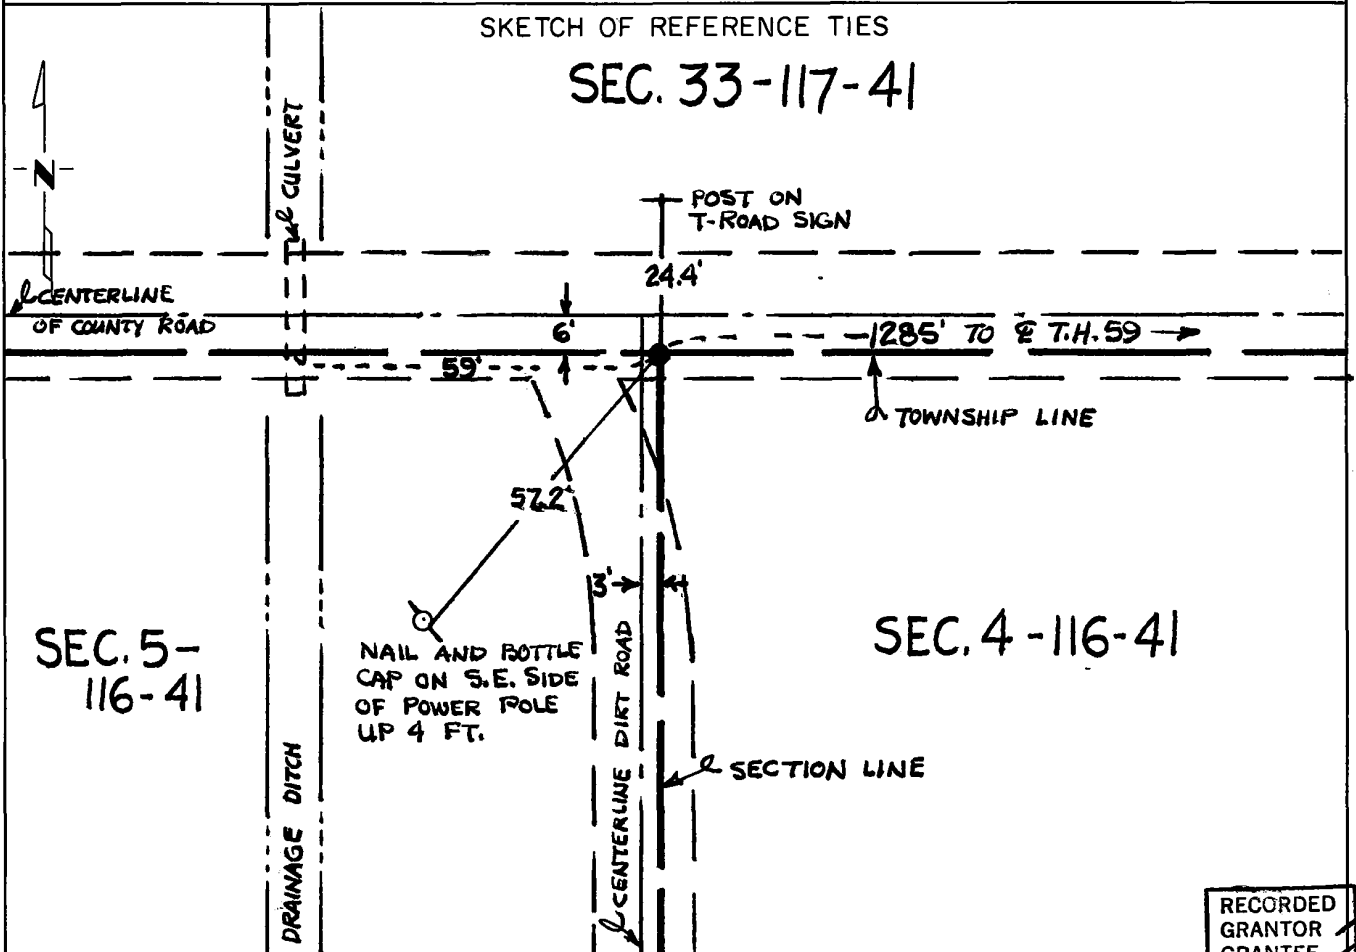 SKETCH OF REFERENCE TIES
SEC. 33-117-41
CULVERT
N
POST ON
T-ROAD SIGN
24.4'
CENTERLINE
OF COUNTY ROAD
6'
1285' TO ℄ T.H. 59
59'
TOWNSHIP LINE
57.2'
3'
SEC. 5-
116-41
SEC. 4-116-41
NAIL AND BOTTLE
CAP ON S.E. SIDE
OF POWER POLE
UP 4 FT.
CENTERLINE DIRT ROAD
SECTION LINE
DRAINAGE DITCH
RECORDED
GRANTOR
GRANTEE